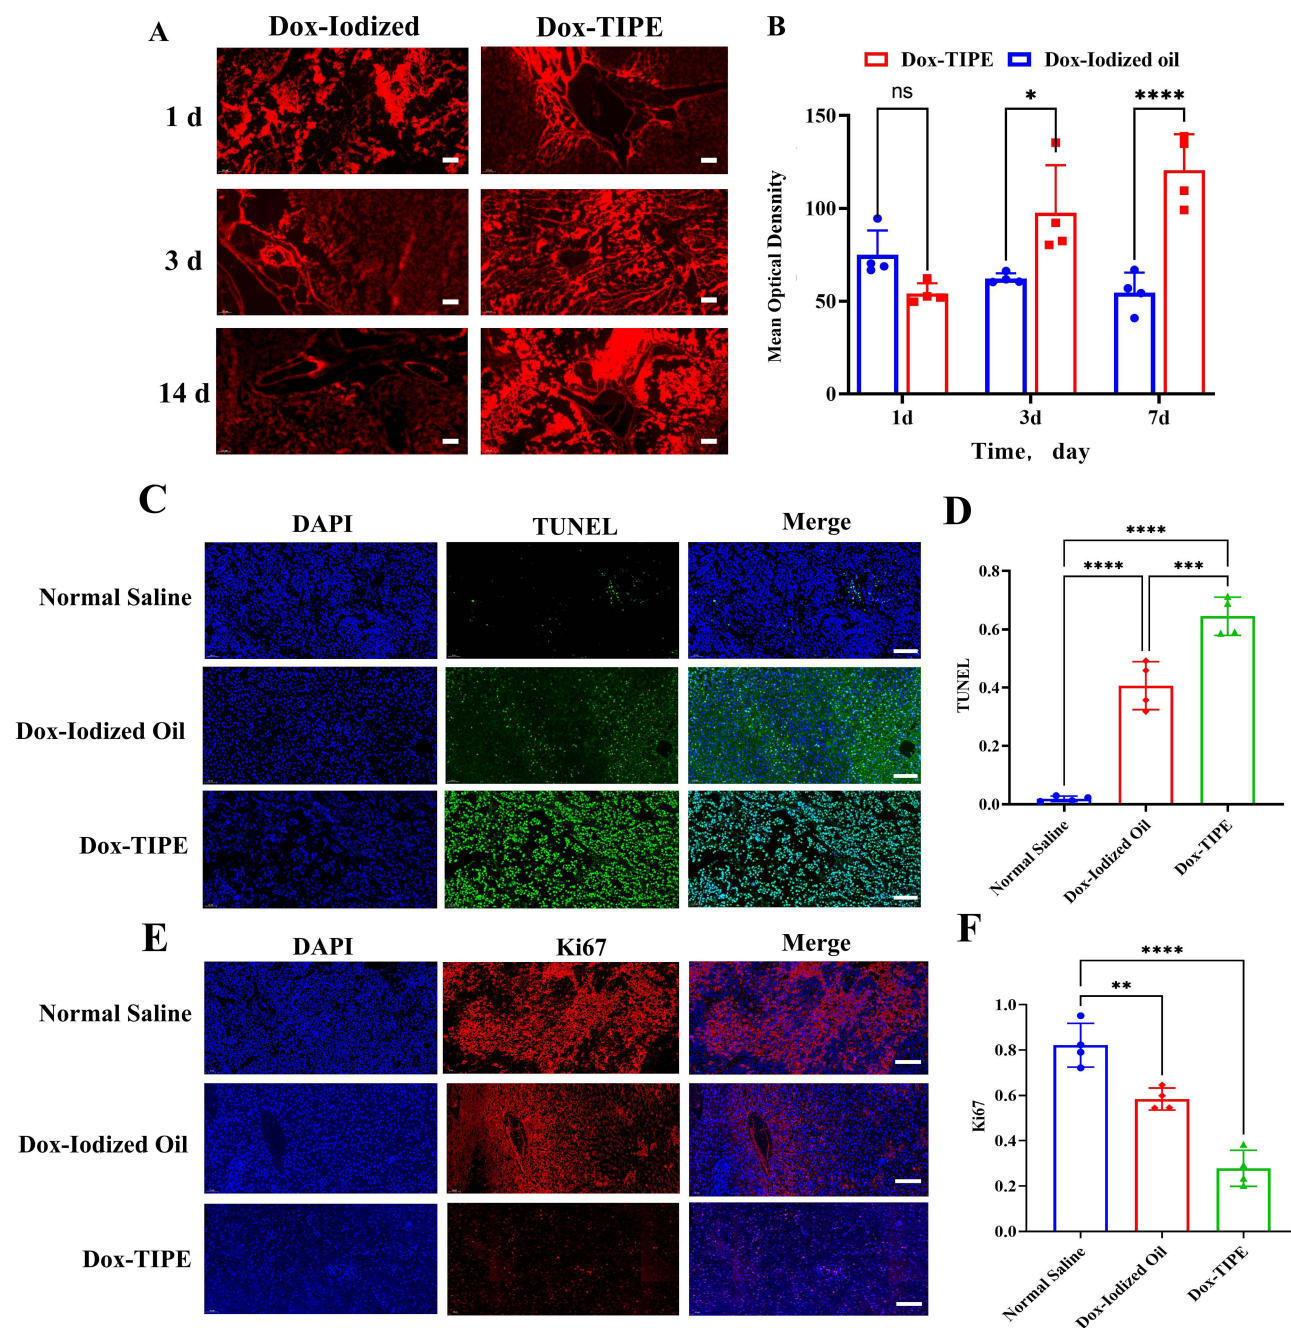 A
Dox-Iodized
Dox-TIPE
1 d
3 d
14 d
B
Dox-TIPE
Dox-Iodized oil
ns
*
****
150
100
50
0
Mean Optical Densnity
1d
3d
7d
Time, day
C
DAPI
TUNEL
Merge
Normal Saline
Dox-Iodized Oil
Dox-TIPE
D
****
****
***
0.8
0.6
0.4
0.2
0.0
TUNEL
Normal Saline
Dox-Iodized Oil
Dox-TIPE
E
DAPI
Ki67
Merge
Normal Saline
Dox-Iodized Oil
Dox-TIPE
F
****
**
1.0
0.8
0.6
0.4
0.2
0.0
Ki67
Normal Saline
Dox-Iodized Oil
Dox-TIPE